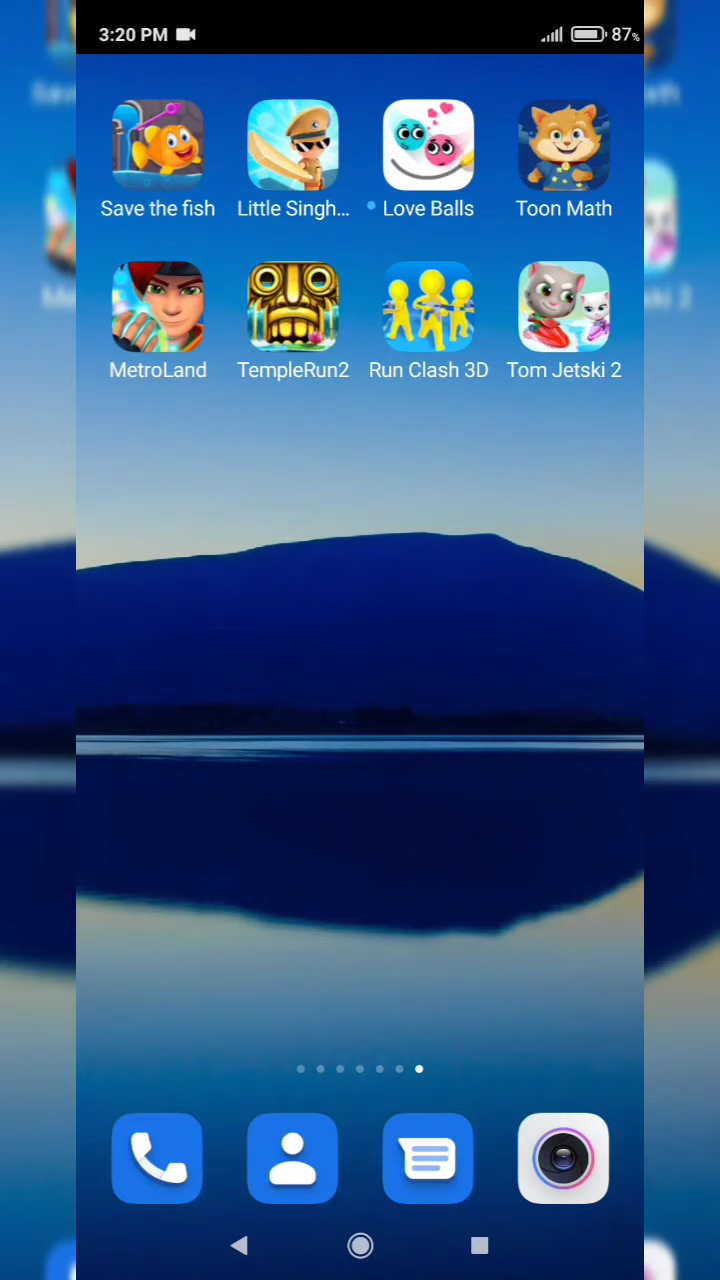 3:20 PM 87%
Save the fish Little Singh... Love Balls Toon Math
MetroLand TempleRun2 Run Clash 3D Tom Jetski 2